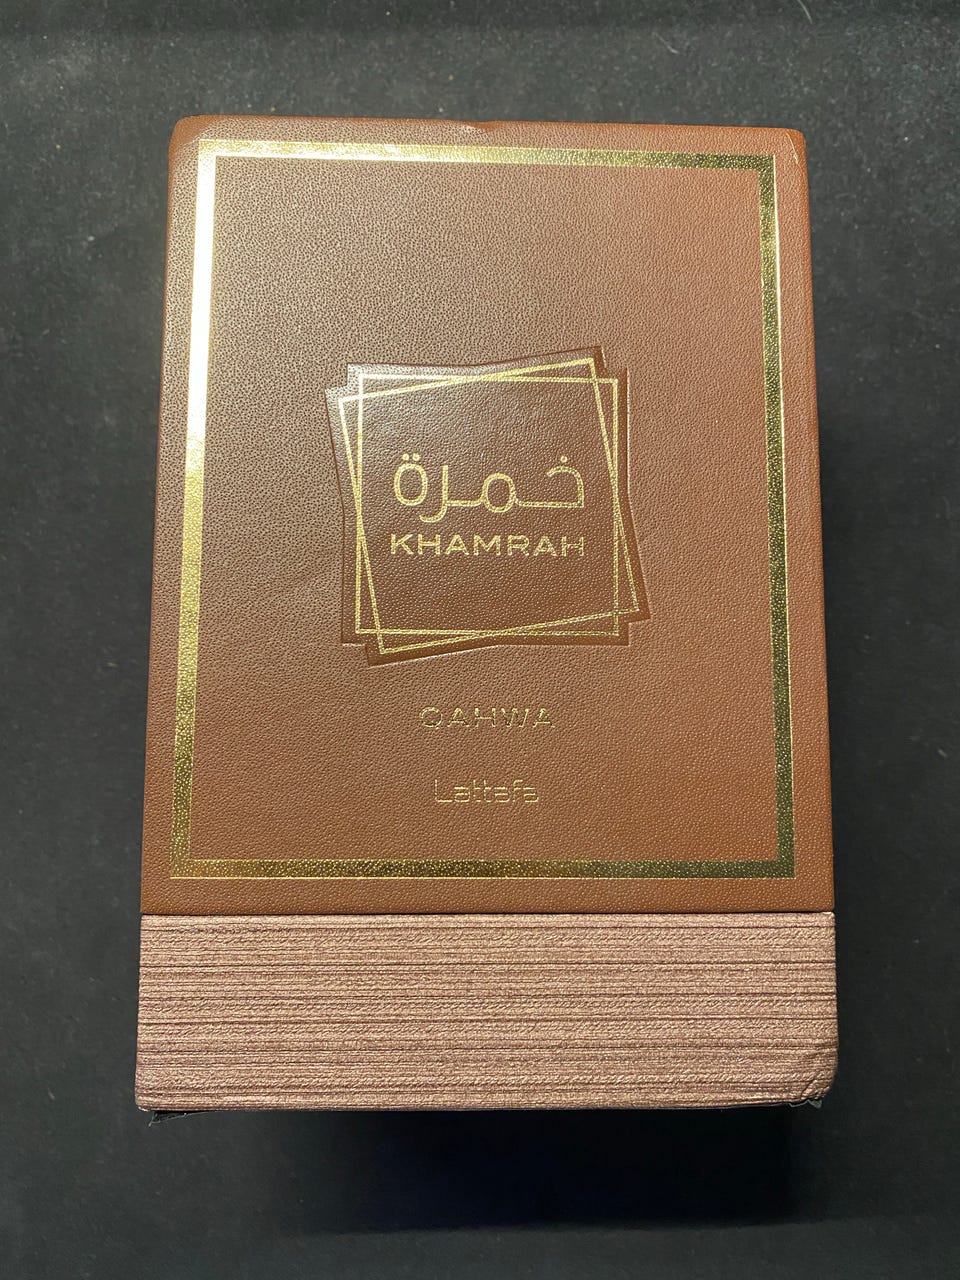 خمرة
KHAMRAH
QAHWA
Lattafa